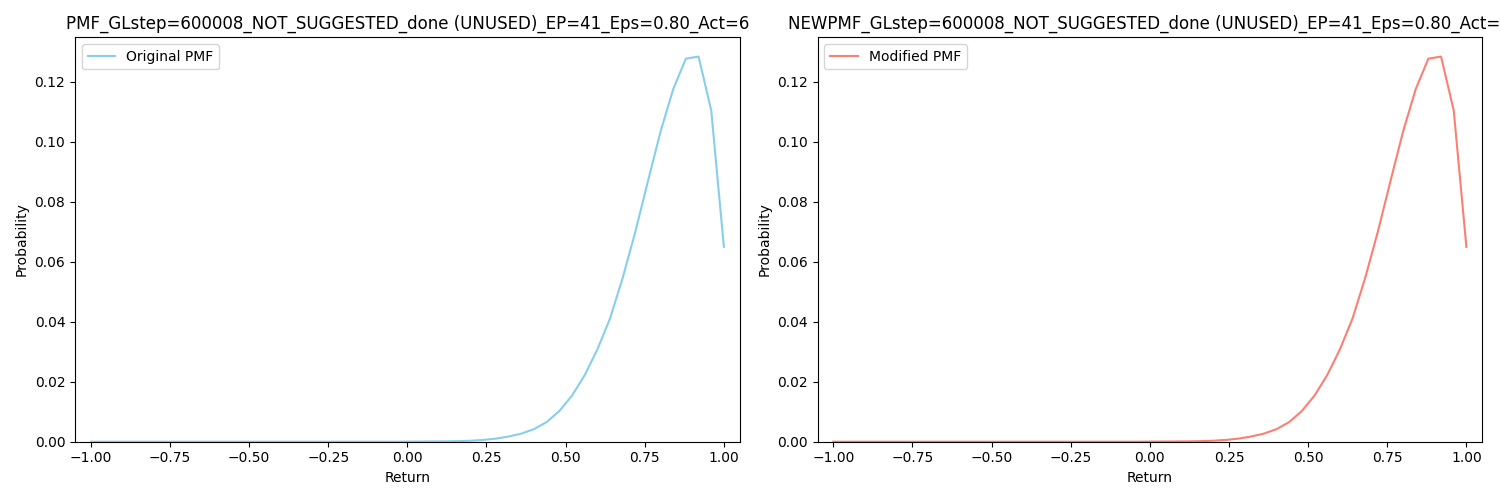 PMF_GLstep=600008_NOT_SUGGESTED_done (UNUSED)_EP=41_Eps=0.80_Act=6
Original PMF
Probability
0.12
0.10
0.08
0.06
0.04
0.02
0.00
−1.00 −0.75 −0.50 −0.25 0.00 0.25 0.50 0.75 1.00
Return
NEWPMF_GLstep=600008_NOT_SUGGESTED_done (UNUSED)_EP=41_Eps=0.80_Act=
Modified PMF
Probability
0.12
0.10
0.08
0.06
0.04
0.02
0.00
−1.00 −0.75 −0.50 −0.25 0.00 0.25 0.50 0.75 1.00
Return